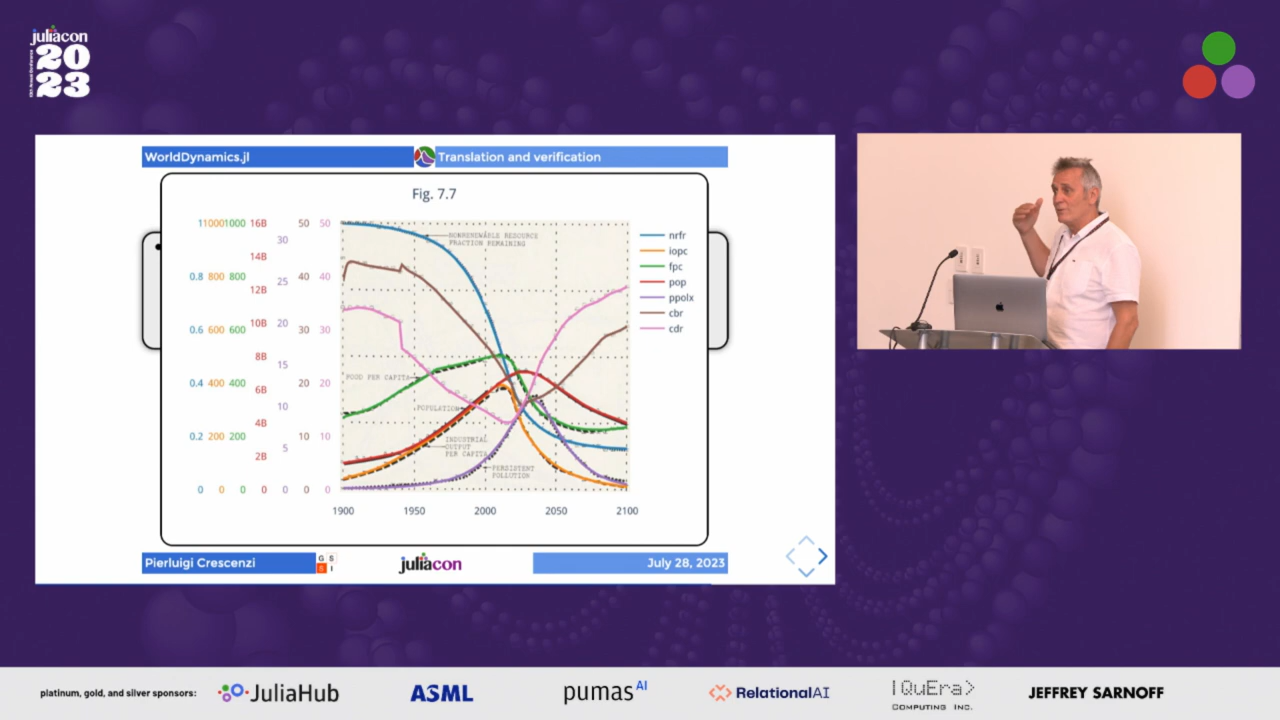 juliacon
20
23
WorldDynamics.jl
Translation and verification
Fig. 7.7
1 1000 1000 16B 50 50
30
14B
0.8 800 800 25 40 40
12B
0.6 600 600 10B 20 30 30
8B
15
0.4 400 400 6B 20 20
10
4B
0.2 200 200 5 10 10
2B
0 0 0 0 0 0 0
NONRENEWABLE RESOURCE
FRACTION REMAINING
FOOD PER CAPITA
POPULATION
INDUSTRIAL
OUTPUT
PER CAPITA
PERSISTENT
POLLUTION
1900 1950 2000 2050 2100
nrfr
iopc
fpc
pop
ppolx
cbr
cdr
Pierluigi Crescenzi
G S
S I
juliacon
July 28, 2023
platinum, gold, and silver sponsors:
JuliaHub
ASML
pumasAI
RelationalAI
|QuEra>
COMPUTING INC.
JEFFREY SARNOFF